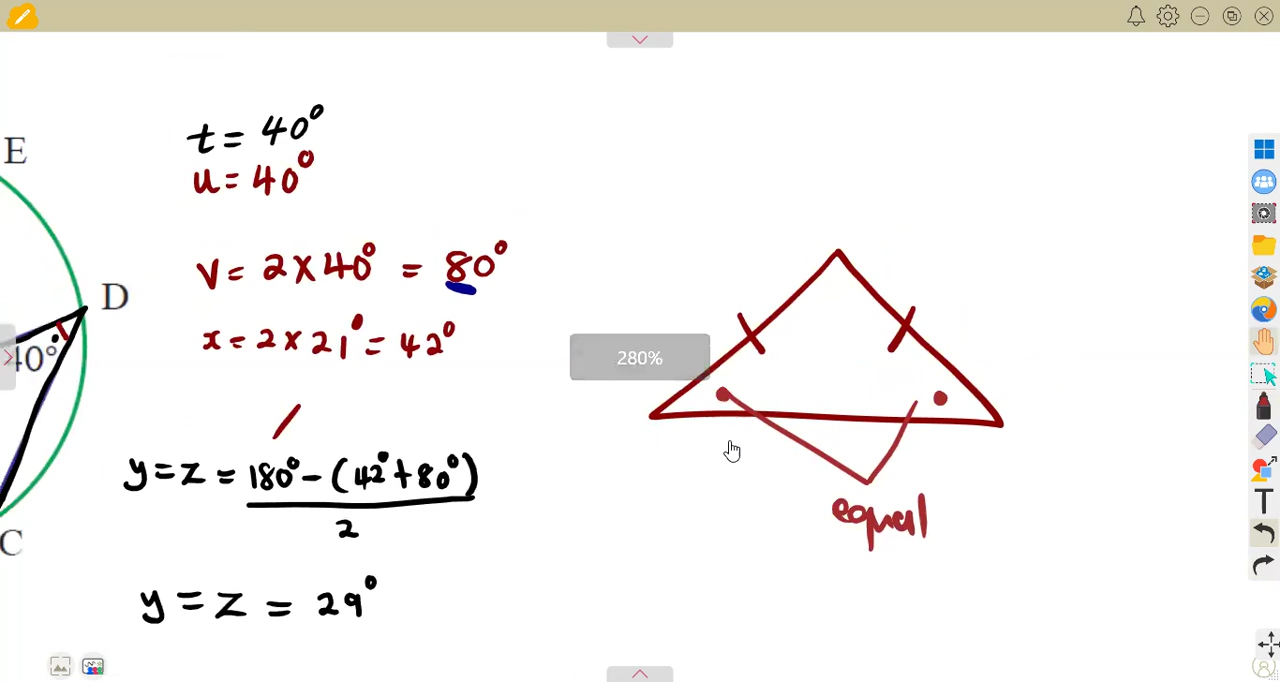 E
t = 40°
u = 40°
v = 2 × 40° = 80°
D
x = 2 × 21° = 42°
40°
280%
y = z = 180° - (42° + 80°)
2
equal
C
y = z = 29°
T